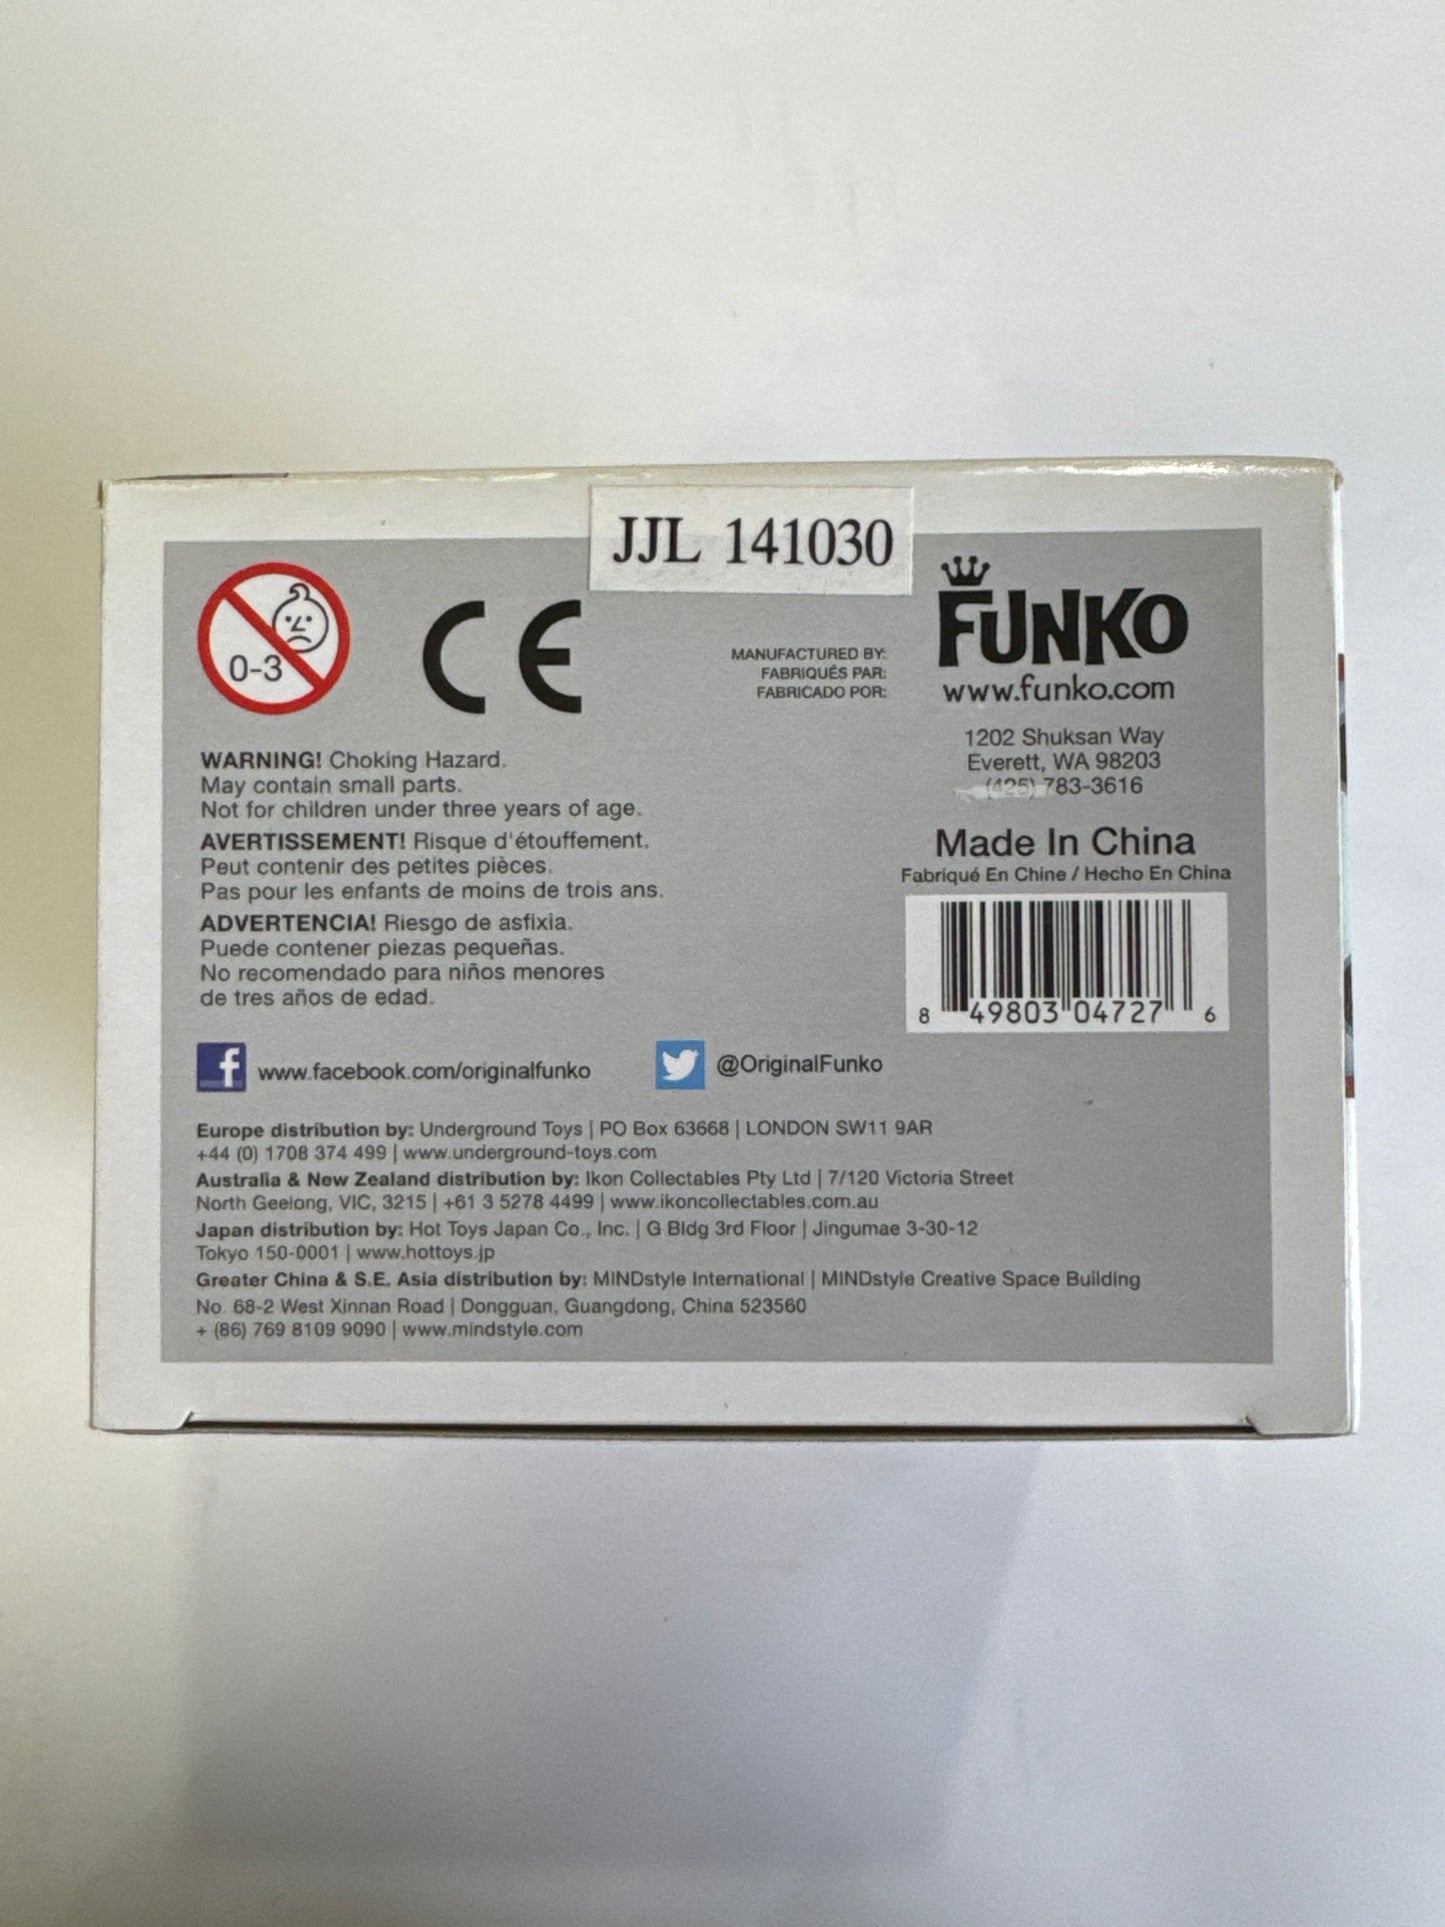 JJL 141030
0-3
CE
MANUFACTURED BY:
FABRIQUÉS PAR:
FABRICADO POR:
FUNKO
www.funko.com
1202 Shuksan Way
Everett, WA 98203
(425) 783-3616
Made In China
Fabriqué En Chine / Hecho En China
8 49803 04727 6
WARNING! Choking Hazard.
May contain small parts.
Not for children under three years of age.
AVERTISSEMENT! Risque d'étouffement.
Peut contenir des petites pièces.
Pas pour les enfants de moins de trois ans.
ADVERTENCIA! Riesgo de asfixia.
Puede contener piezas pequeñas.
No recomendado para niños menores
de tres años de edad.
f www.facebook.com/originalfunko
@OriginalFunko
Europe distribution by: Underground Toys | PO Box 63668 | LONDON SW11 9AR
+44 (0) 1708 374 499 | www.underground-toys.com
Australia & New Zealand distribution by: Ikon Collectables Pty Ltd | 7/120 Victoria Street
North Geelong, VIC, 3215 | +61 3 5278 4499 | www.ikoncollectables.com.au
Japan distribution by: Hot Toys Japan Co., Inc. | G Bldg 3rd Floor | Jingumae 3-30-12
Tokyo 150-0001 | www.hottoys.jp
Greater China & S.E. Asia distribution by: MINDstyle International | MINDstyle Creative Space Building
No. 68-2 West Xinnan Road | Dongguan, Guangdong, China 523560
+ (86) 769 8109 9090 | www.mindstyle.com